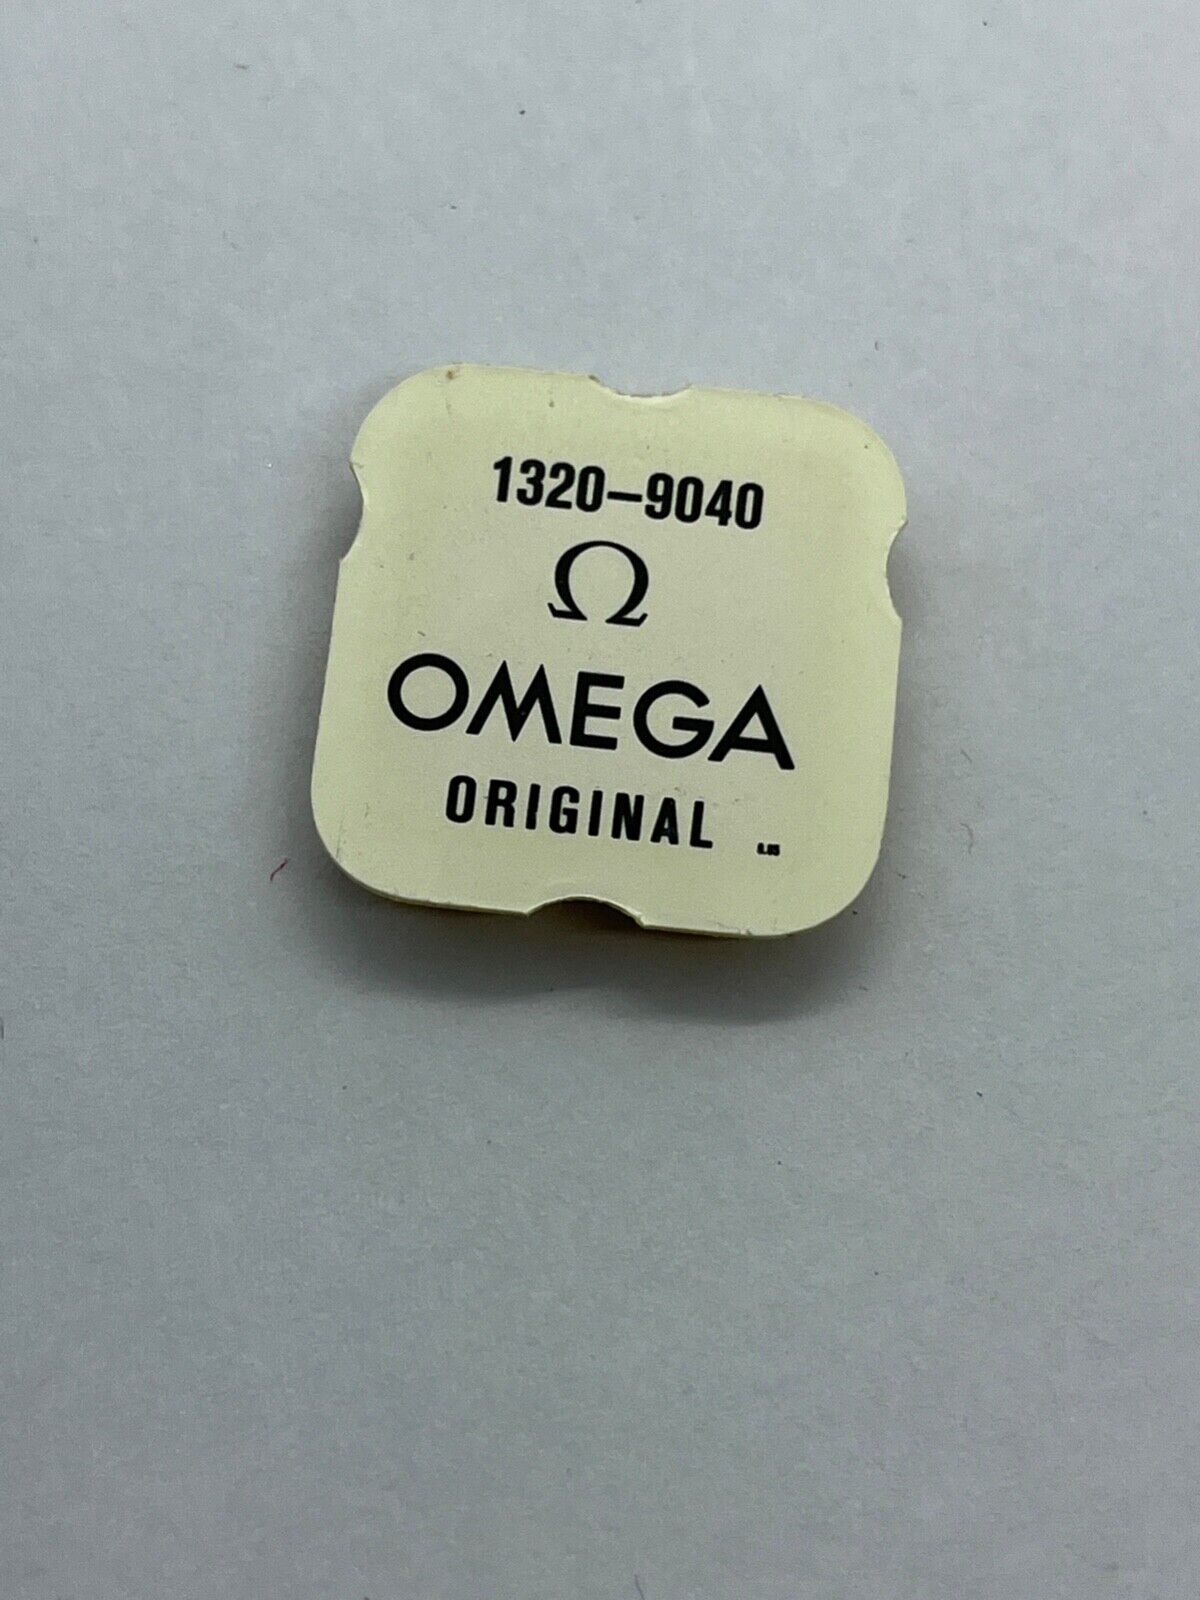 1320–9040
Ω
OMEGA
ORIGINAL